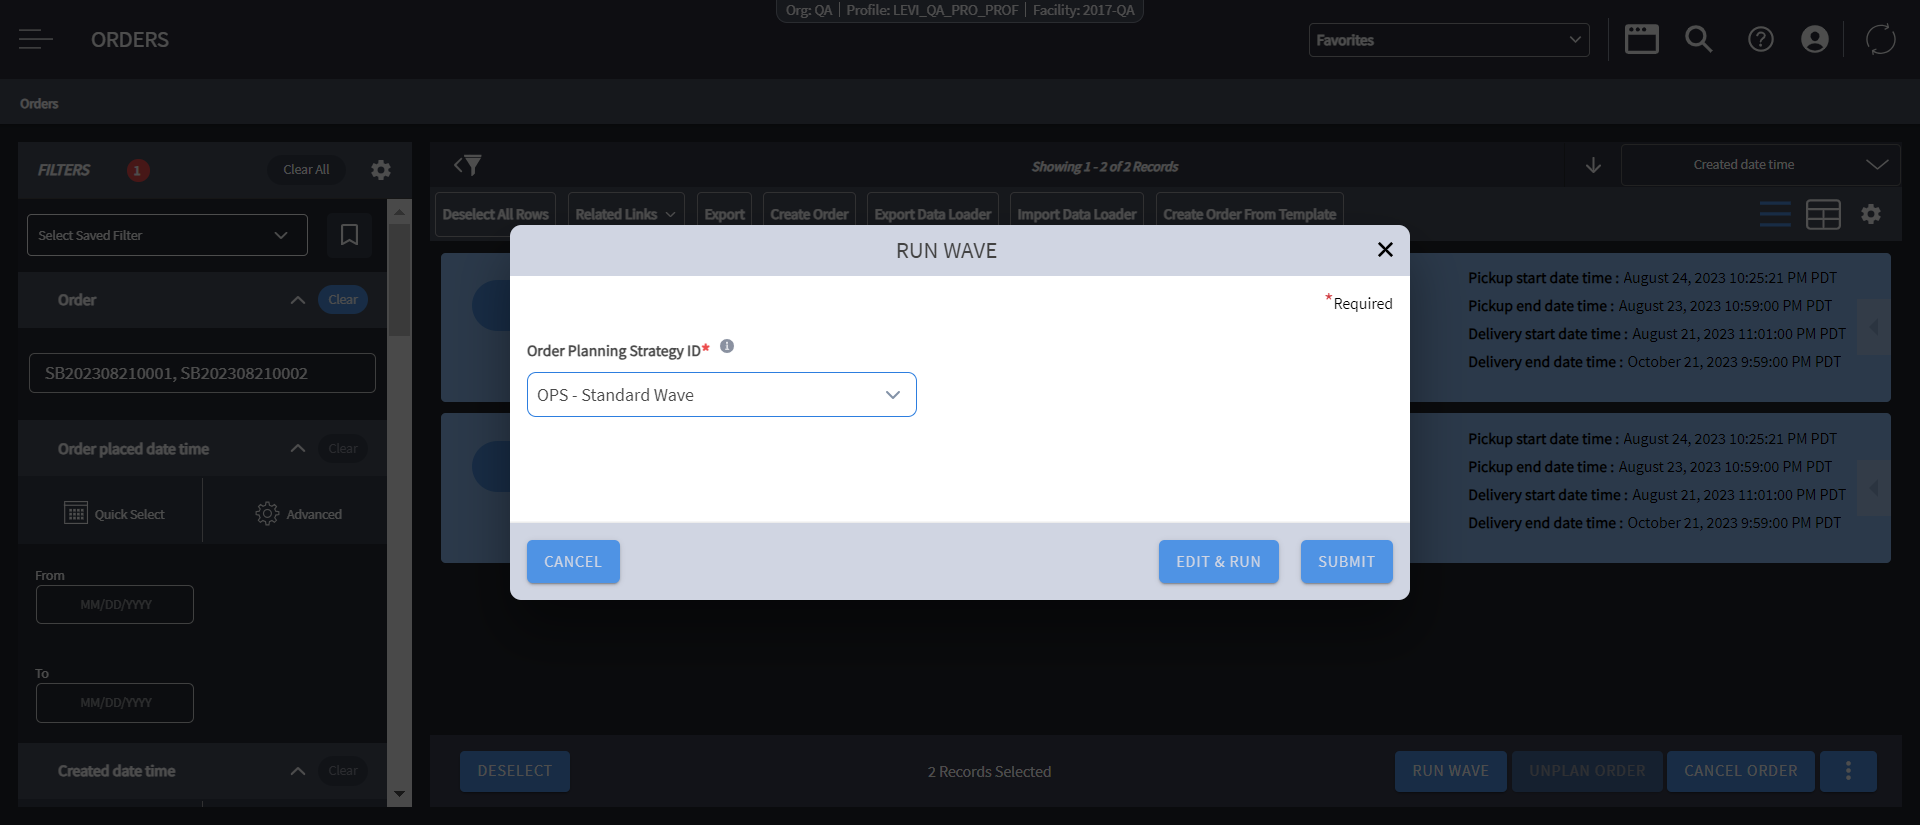 Org: QA | Profile: LEVI_QA_PRO_PROF | Facility: 2017-QA
ORDERS
Favorites
Orders
FILTERS 1 Clear All
Select Saved Filter
Order Clear
SB202308210001, SB202308210002
Order placed date time Clear
Quick Select Advanced
From
MM/DD/YYYY
To
MM/DD/YYYY
Created date time Clear
Showing 1 - 2 of 2 Records
Created date time
Deselect All Rows Related Links Export Create Order Export Data Loader Import Data Loader Create Order From Template
Pickup start date time : August 24, 2023 10:25:21 PM PDT
Pickup end date time : August 23, 2023 10:59:00 PM PDT
Delivery start date time : August 21, 2023 11:01:00 PM PDT
Delivery end date time : October 21, 2023 9:59:00 PM PDT
Pickup start date time : August 24, 2023 10:25:21 PM PDT
Pickup end date time : August 23, 2023 10:59:00 PM PDT
Delivery start date time : August 21, 2023 11:01:00 PM PDT
Delivery end date time : October 21, 2023 9:59:00 PM PDT
RUN WAVE
*Required
Order Planning Strategy ID*
OPS - Standard Wave
CANCEL EDIT & RUN SUBMIT
DESELECT 2 Records Selected RUN WAVE UNPLAN ORDER CANCEL ORDER